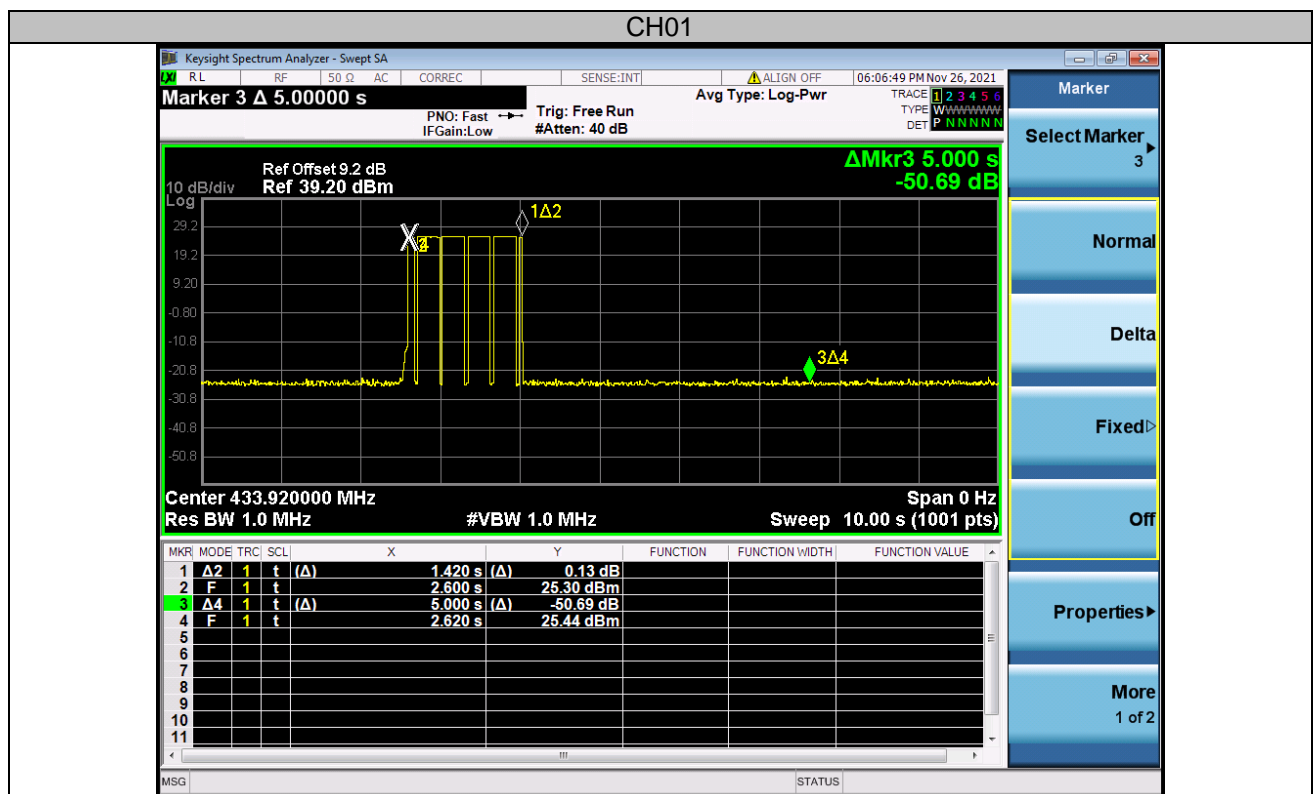 CH01
Keysight Spectrum Analyzer - Swept SA
LXI RL RF 50 Ω AC CORREC SENSE:INT ALIGN OFF 06:06:49 PM Nov 26, 2021
Marker 3 Δ 5.00000 s
PNO: Fast
IFGain:Low
Trig: Free Run
#Atten: 40 dB
Avg Type: Log-Pwr
TRACE 1 2 3 4 5 6
TYPE WWWWWW
DET P N N N N N
Ref Offset 9.2 dB
Ref 39.20 dBm
10 dB/div
Log
ΔMkr3 5.000 s
-50.69 dB
1Δ2
29.2
19.2
9.20
-0.80
-10.8
-20.8
-30.8
-40.8
-50.8
3Δ4
Center 433.920000 MHz
Span 0 Hz
Res BW 1.0 MHz
#VBW 1.0 MHz
Sweep 10.00 s (1001 pts)
MKR MODE TRC SCL X Y FUNCTION FUNCTION WIDTH FUNCTION VALUE
1 Δ2 1 t (Δ) 1.420 s (Δ) 0.13 dB
2 F 1 t 2.600 s 25.30 dBm
3 Δ4 1 t (Δ) 5.000 s (Δ) -50.69 dB
4 F 1 t 2.620 s 25.44 dBm
5
6
7
8
9
10
11
MSG
STATUS
Marker
Select Marker
3
Normal
Delta
Fixed
Off
Properties
More
1 of 2